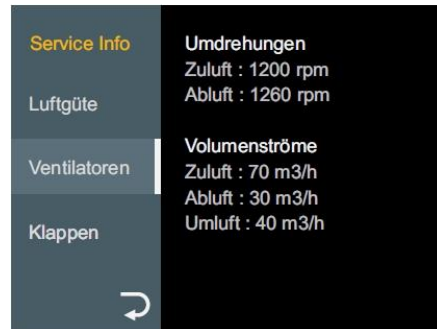 Service Info
Luftgüte
Ventilatoren
Klappen
Umdrehungen
Zuluft : 1200 rpm
Abluft : 1260 rpm
Volumenströme
Zuluft : 70 m3/h
Abluft : 30 m3/h
Umluft : 40 m3/h